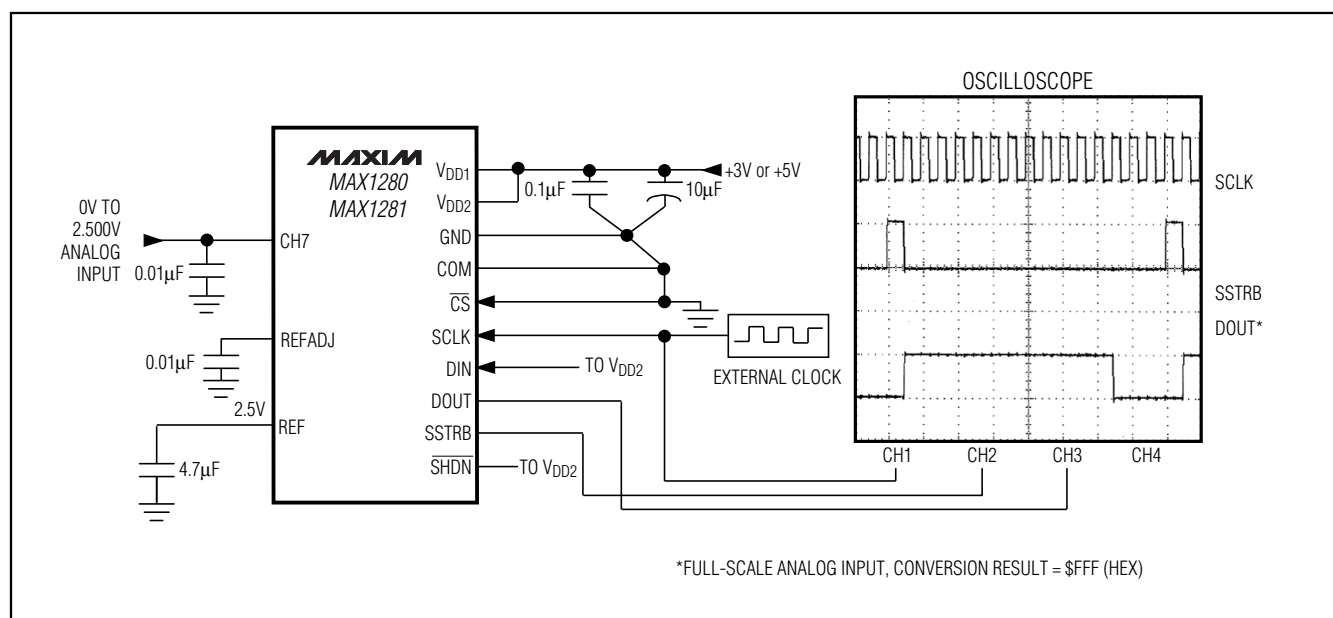 OSCILLOSCOPE
MAXIM
MAX1280
MAX1281
0V TO
2.500V
ANALOG
INPUT
0.01µF
CH7
0.01µF
REFADJ
2.5V
REF
4.7µF
VDD1
VDD2
GND
COM
CS
SCLK
DIN
DOUT
SSTRB
SHDN
0.1µF
10µF
+3V or +5V
EXTERNAL CLOCK
TO VDD2
TO VDD2
SCLK
SSTRB
DOUT*
CH1 CH2 CH3 CH4
*FULL-SCALE ANALOG INPUT, CONVERSION RESULT = $FFF (HEX)